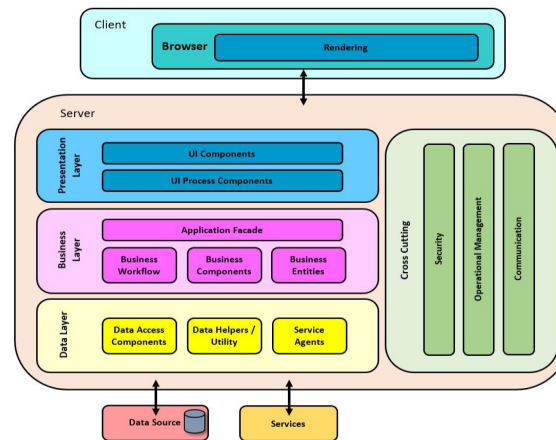 Client
Browser
Rendering
Server
Presentation
Layer
UI Components
UI Process Components
Business
Layer
Application Facade
Business
Workflow
Business
Components
Business
Entities
Data Layer
Data Access
Components
Data Helpers /
Utility
Service
Agents
Cross Cutting
Security
Operational Management
Communication
Data Source
Services